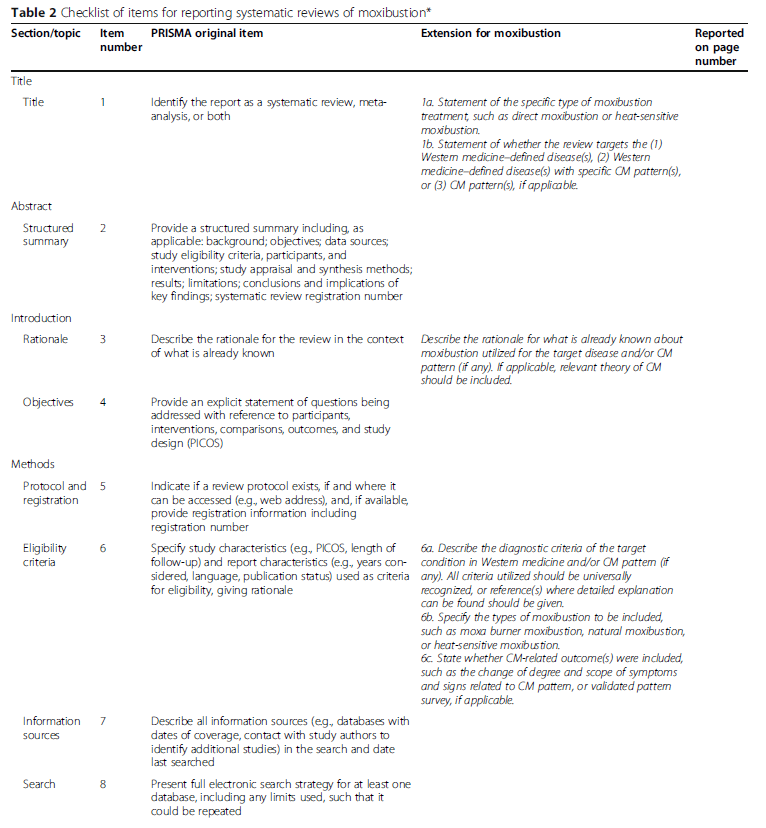 Table 2 Checklist of items for reporting systematic reviews of moxibustion*
Section/topic Item number PRISMA original item Extension for moxibustion Reported on page number
Title
Title 1 Identify the report as a systematic review, meta-
analysis, or both
1a. Statement of the specific type of moxibustion
treatment, such as direct moxibustion or heat-sensitive
moxibustion.
1b. Statement of whether the review targets the (1)
Western medicine–defined disease(s), (2) Western
medicine–defined disease(s) with specific CM pattern(s),
or (3) CM pattern(s), if applicable.
Abstract
Structured summary 2 Provide a structured summary including, as
applicable: background; objectives; data sources;
study eligibility criteria, participants, and
interventions; study appraisal and synthesis methods;
results; limitations; conclusions and implications of
key findings; systematic review registration number
Introduction
Rationale 3 Describe the rationale for the review in the context
of what is already known
Describe the rationale for what is already known about
moxibustion utilized for the target disease and/or CM
pattern (if any). If applicable, relevant theory of CM
should be included.
Objectives 4 Provide an explicit statement of questions being
addressed with reference to participants,
interventions, comparisons, outcomes, and study
design (PICOS)
Methods
Protocol and registration 5 Indicate if a review protocol exists, if and where it
can be accessed (e.g., web address), and, if available,
provide registration information including
registration number
Eligibility criteria 6 Specify study characteristics (e.g., PICOS, length of
follow-up) and report characteristics (e.g., years con-
sidered, language, publication status) used as criteria
for eligibility, giving rationale
6a. Describe the diagnostic criteria of the target
condition in Western medicine and/or CM pattern (if
any). All criteria utilized should be universally
recognized, or reference(s) where detailed explanation
can be found should be given.
6b. Specify the types of moxibustion to be included,
such as moxa burner moxibustion, natural moxibustion,
or heat-sensitive moxibustion.
6c. State whether CM-related outcome(s) were included,
such as the change of degree and scope of symptoms
and signs related to CM pattern, or validated pattern
survey, if applicable.
Information sources 7 Describe all information sources (e.g., databases with
dates of coverage, contact with study authors to
identify additional studies) in the search and date
last searched
Search 8 Present full electronic search strategy for at least one
database, including any limits used, such that it
could be repeated